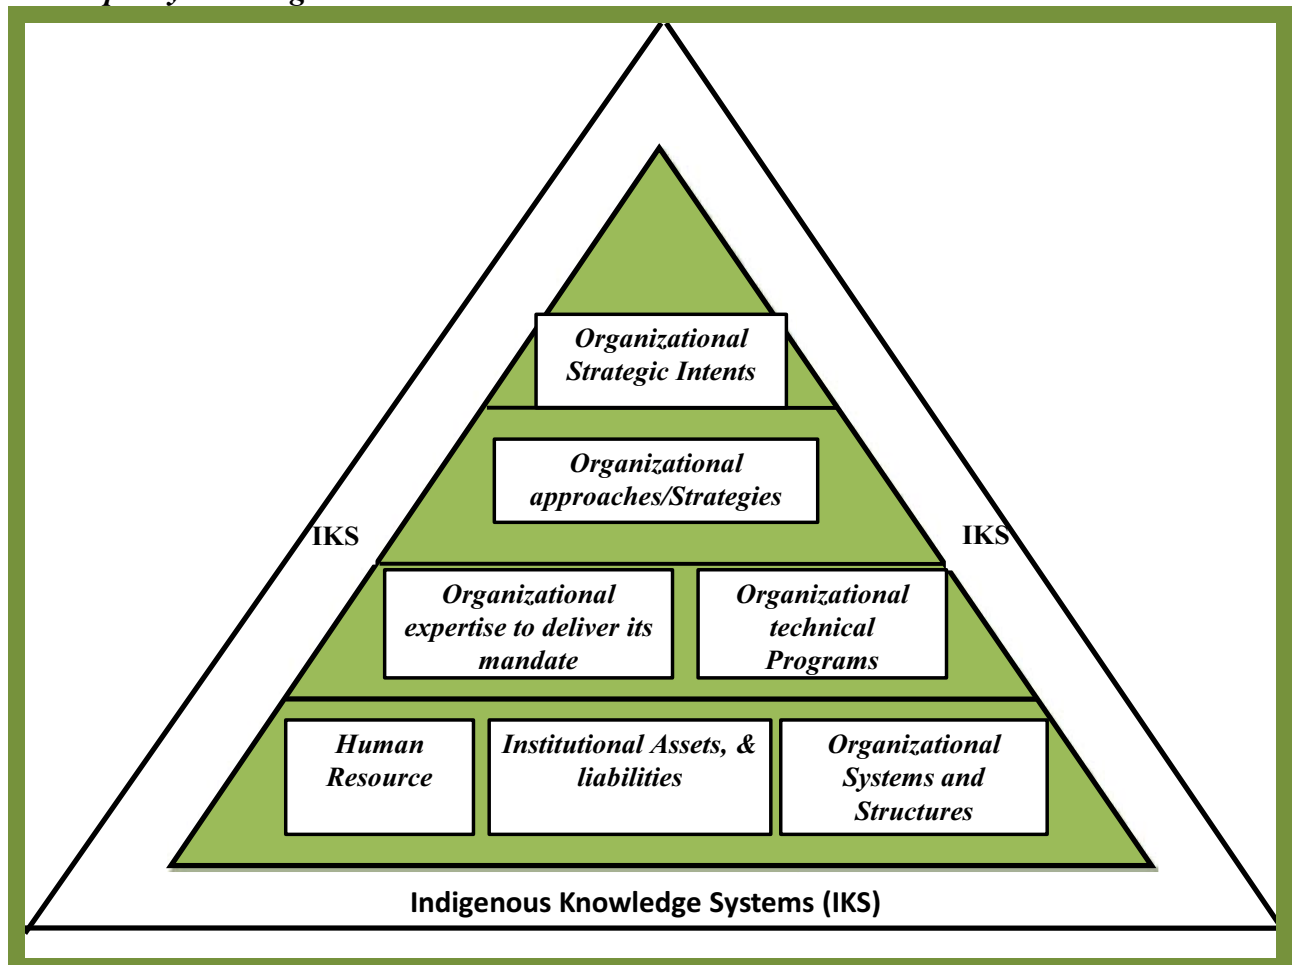 Organizational
Strategic Intents
Organizational
approaches/Strategies
IKS
IKS
Organizational
expertise to deliver its
mandate
Organizational
technical
Programs
Human
Resource
Institutional Assets, &
liabilities
Organizational
Systems and
Structures
Indigenous Knowledge Systems (IKS)